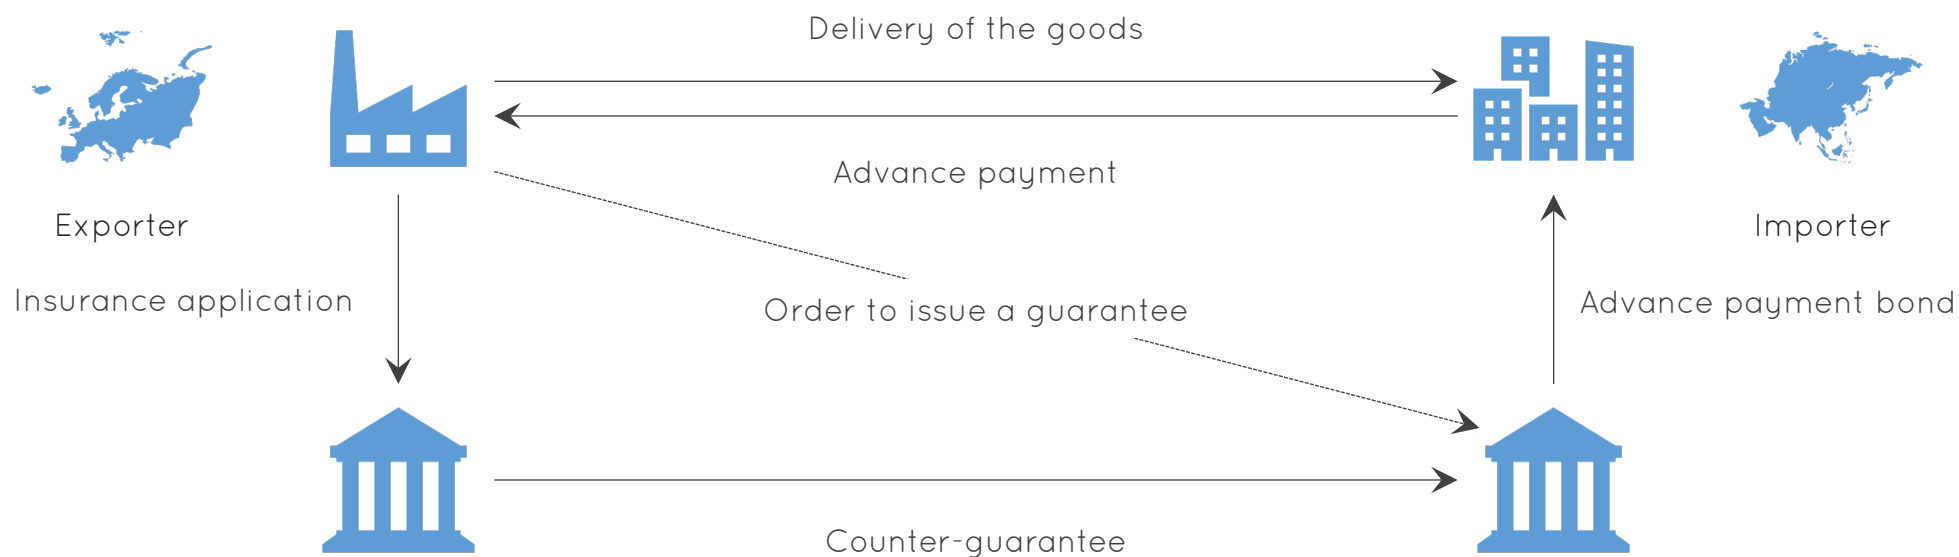 Delivery of the goods
Advance payment
Exporter
Importer
Insurance application
Order to issue a guarantee
Advance payment bond
Counter-guarantee